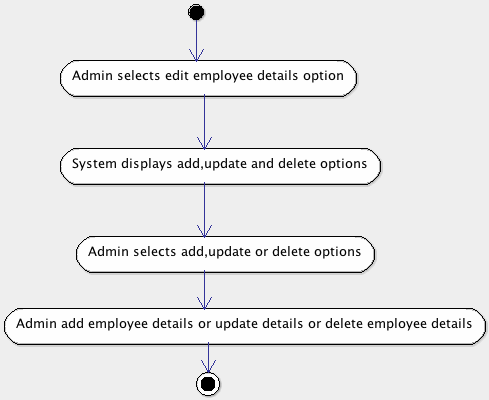 Admin selects edit employee details option
System displays add,update and delete options
Admin selects add,update or delete options
Admin add employee details or update details or delete employee details